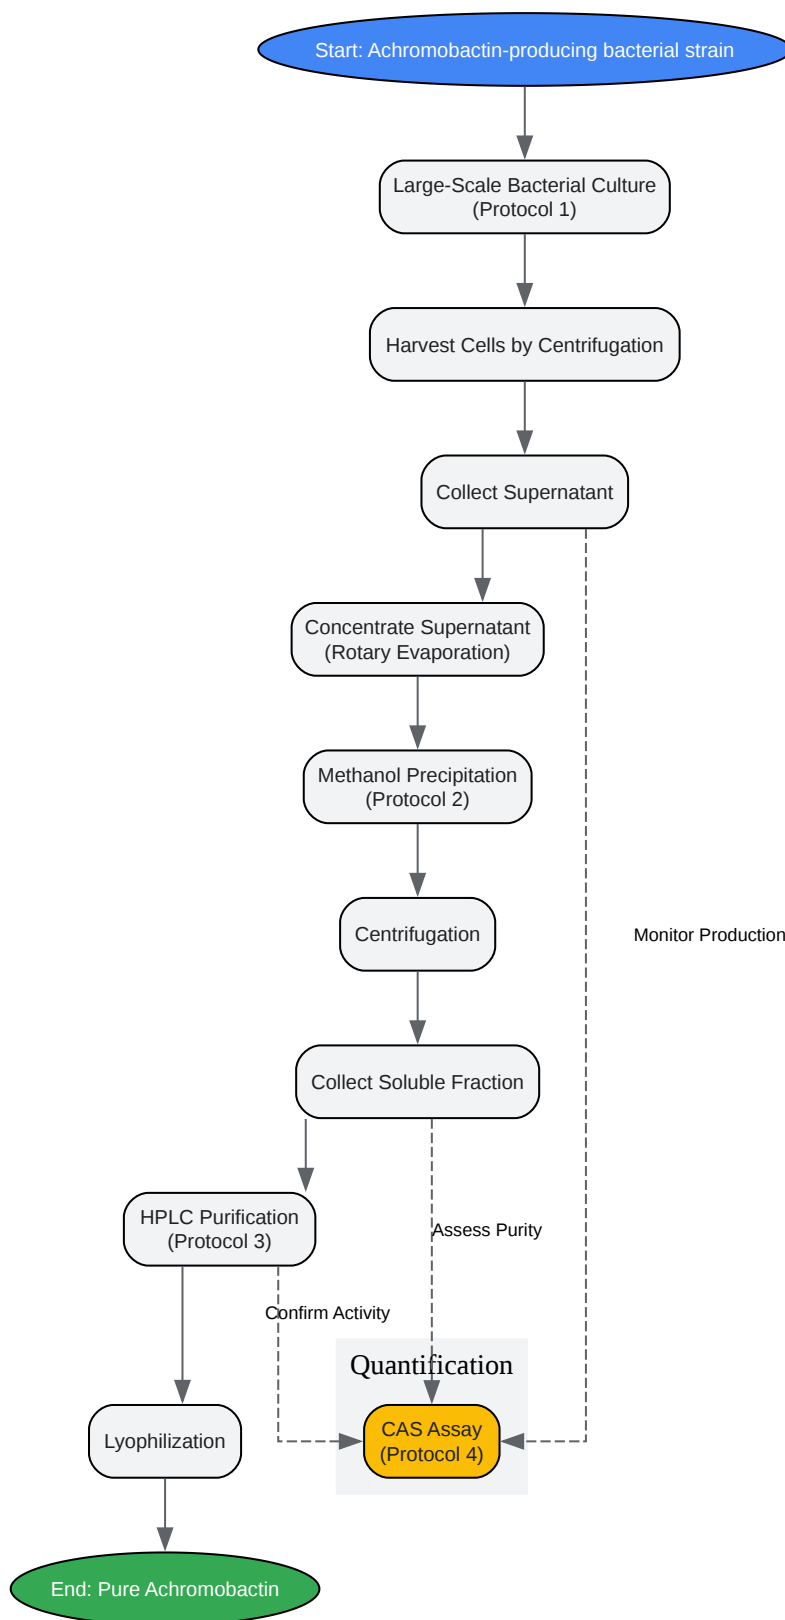 Start: Achromobactin-producing bacterial strain
Large-Scale Bacterial Culture
(Protocol 1)
Harvest Cells by Centrifugation
Collect Supernatant
Concentrate Supernatant
(Rotary Evaporation)
Methanol Precipitation
(Protocol 2)
Centrifugation
Monitor Production
Collect Soluble Fraction
HPLC Purification
(Protocol 3)
Assess Purity
Confirm Activity
Quantification
CAS Assay
(Protocol 4)
Lyophilization
End: Pure Achromobactin